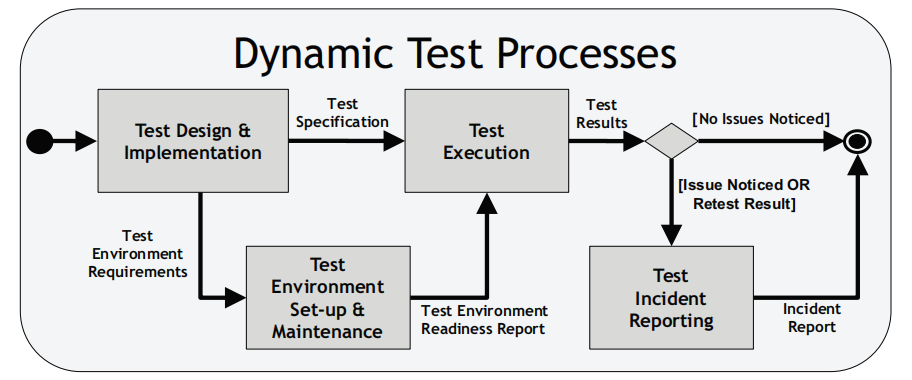 Dynamic Test Processes
Test Design &
Implementation
Test
Specification
Test
Execution
Test
Results
[No Issues Noticed]
[Issue Noticed OR
Retest Result]
Test
Environment
Requirements
Test
Environment
Set-up &
Maintenance
Test Environment
Readiness Report
Test
Incident
Reporting
Incident
Report